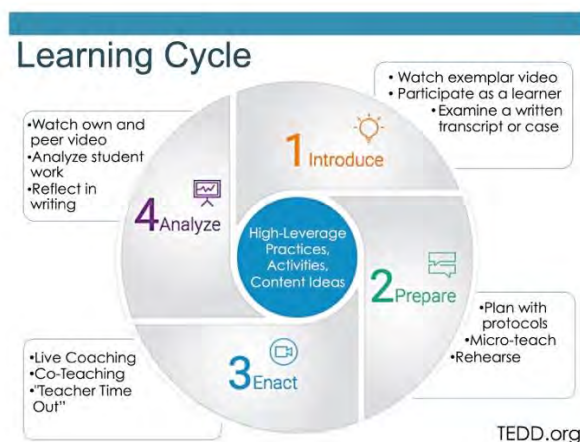 Learning Cycle
• Watch exemplar video
• Participate as a learner
• Examine a written
transcript or case
1 Introduce
•Watch own and
peer video
•Analyze student
work
•Reflect in
writing
4 Analyze
High-Leverage
Practices,
Activities,
Content Ideas
2 Prepare
•Plan with
protocols
•Micro-teach
•Rehearse
3 Enact
•Live Coaching
•Co-Teaching
•"Teacher Time
Out"
TEDD.org